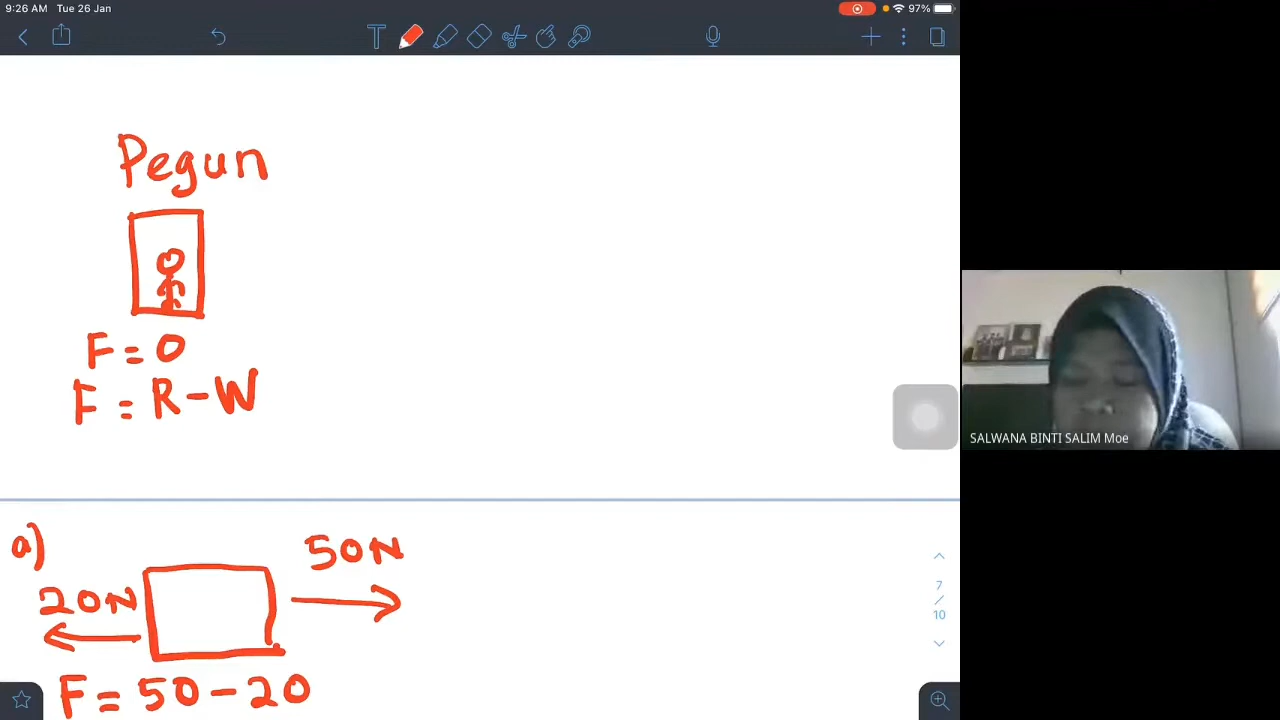 9:26 AM Tue 26 Jan
97%
T
Pegun
F = 0
F = R - W
SALWANA BINTI SALIM Moe
a)
50N
20N
7
/
10
F = 50 - 20